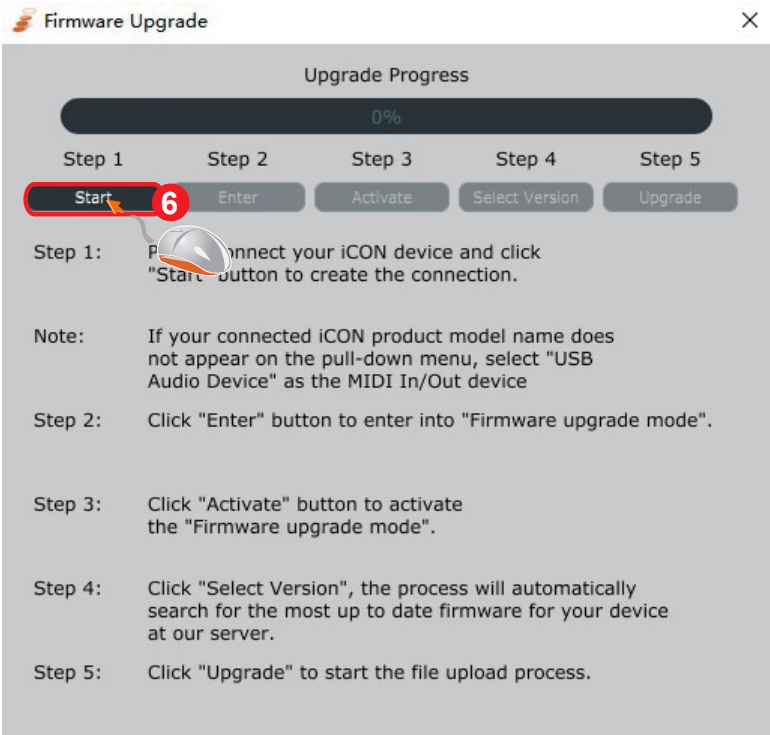 Firmware Upgrade
Upgrade Progress
0%
Step 1 Step 2 Step 3 Step 4 Step 5
Start 6 Enter Activate Select Version Upgrade
Step 1: connect your iCON device and click
"Start" button to create the connection.
Note: If your connected iCON product model name does
not appear on the pull-down menu, select "USB
Audio Device" as the MIDI In/Out device
Step 2: Click "Enter" button to enter into "Firmware upgrade mode".
Step 3: Click "Activate" button to activate
the "Firmware upgrade mode".
Step 4: Click "Select Version", the process will automatically
search for the most up to date firmware for your device
at our server.
Step 5: Click "Upgrade" to start the file upload process.